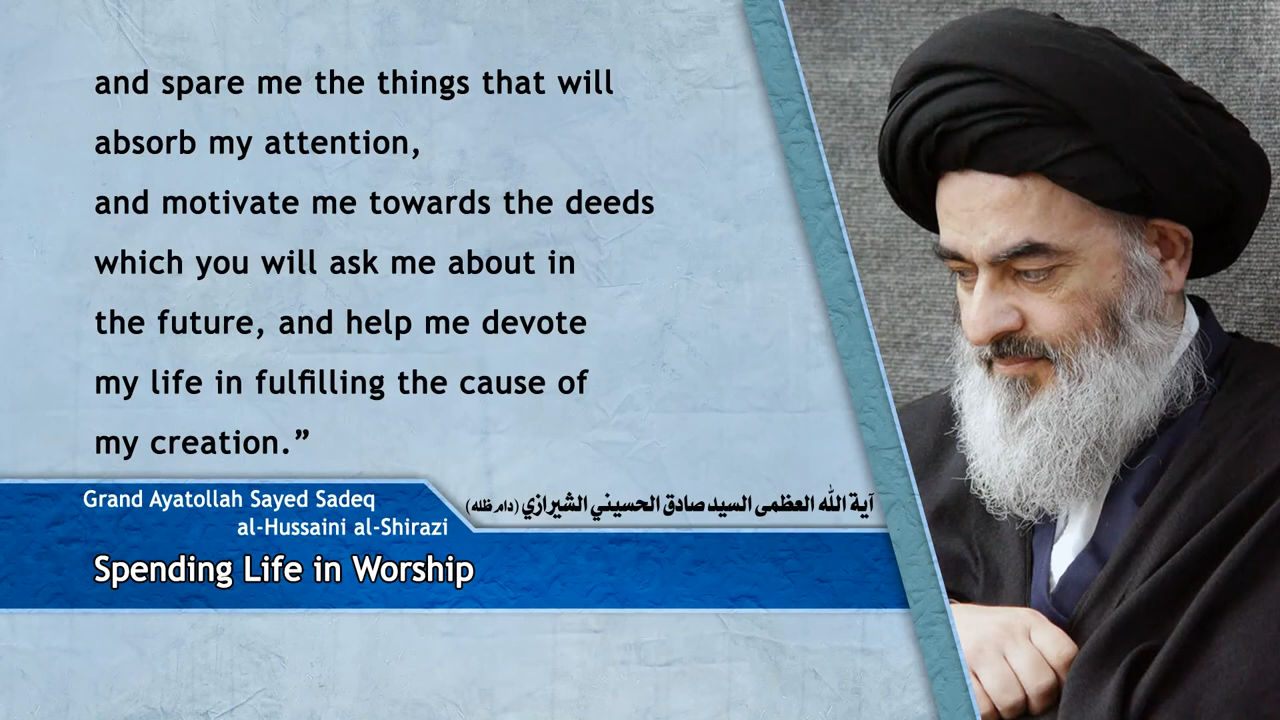 and spare me the things that will
absorb my attention,
and motivate me towards the deeds
which you will ask me about in
the future, and help me devote
my life in fulfilling the cause of
my creation.”
Grand Ayatollah Sayed Sadeq
al-Hussaini al-Shirazi
آية الله العظمى السيد صادق الحسيني الشيرازي (دام ظله)
Spending Life in Worship